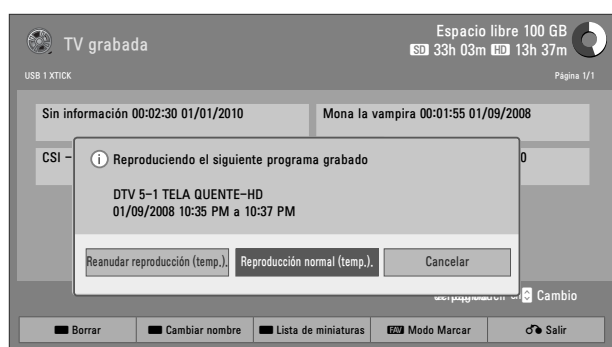 TV grabada
Espacio libre 100 GB
SD 33h 03m HD 13h 37m
USB 1 XTICK
Página 1/1
Sin información 00:02:30 01/01/2010
Mona la vampira 00:01:55 01/09/2008
CSI -
0
Reproduciendo el siguiente programa grabado
DTV 5-1 TELA QUENTE-HD
01/09/2008 10:35 PM a 10:37 PM
Reanudar reproducción (temp.).
Reproducción normal (temp.).
Cancelar
Cambio
Borrar
Cambiar nombre
Lista de miniaturas
FAV Modo Marcar
Salir